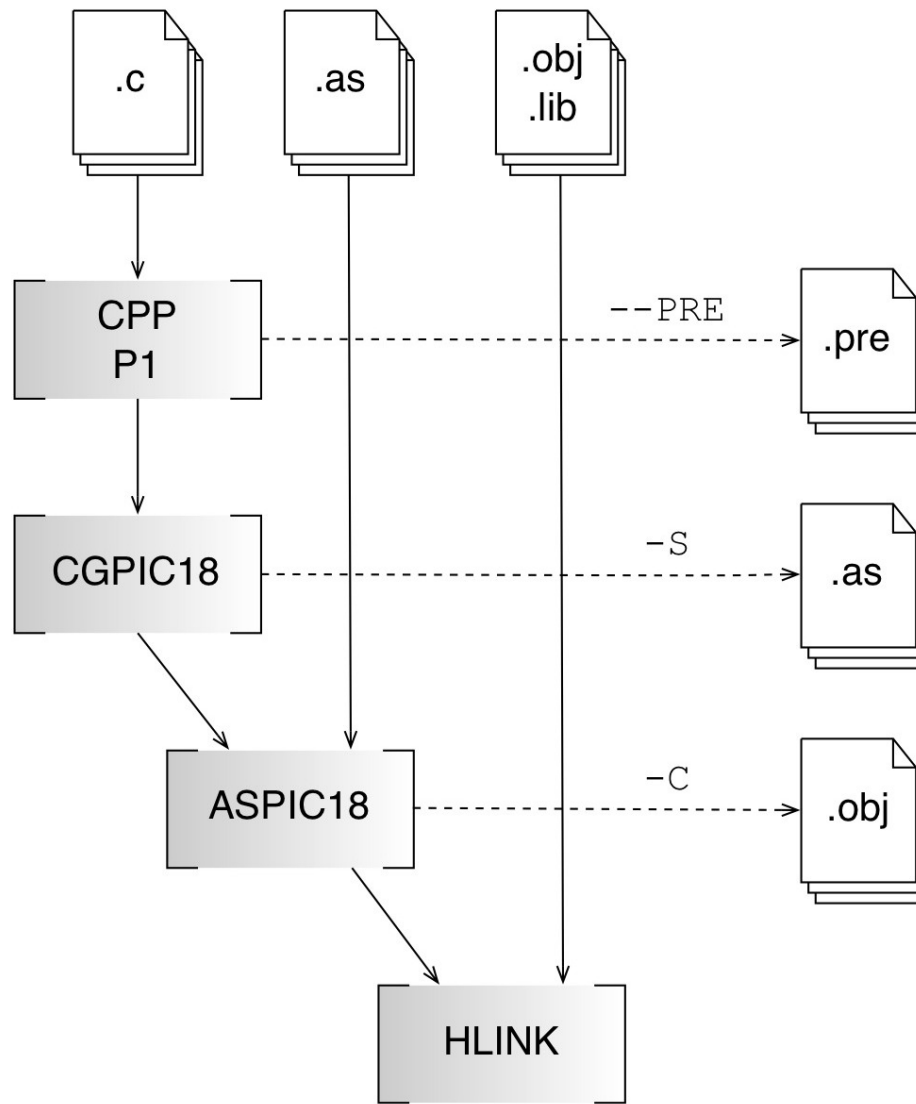 .c
.as
.obj
.lib
CPP
P1
--PRE
.pre
CGPIC18
-S
.as
ASPIC18
-C
.obj
HLINK